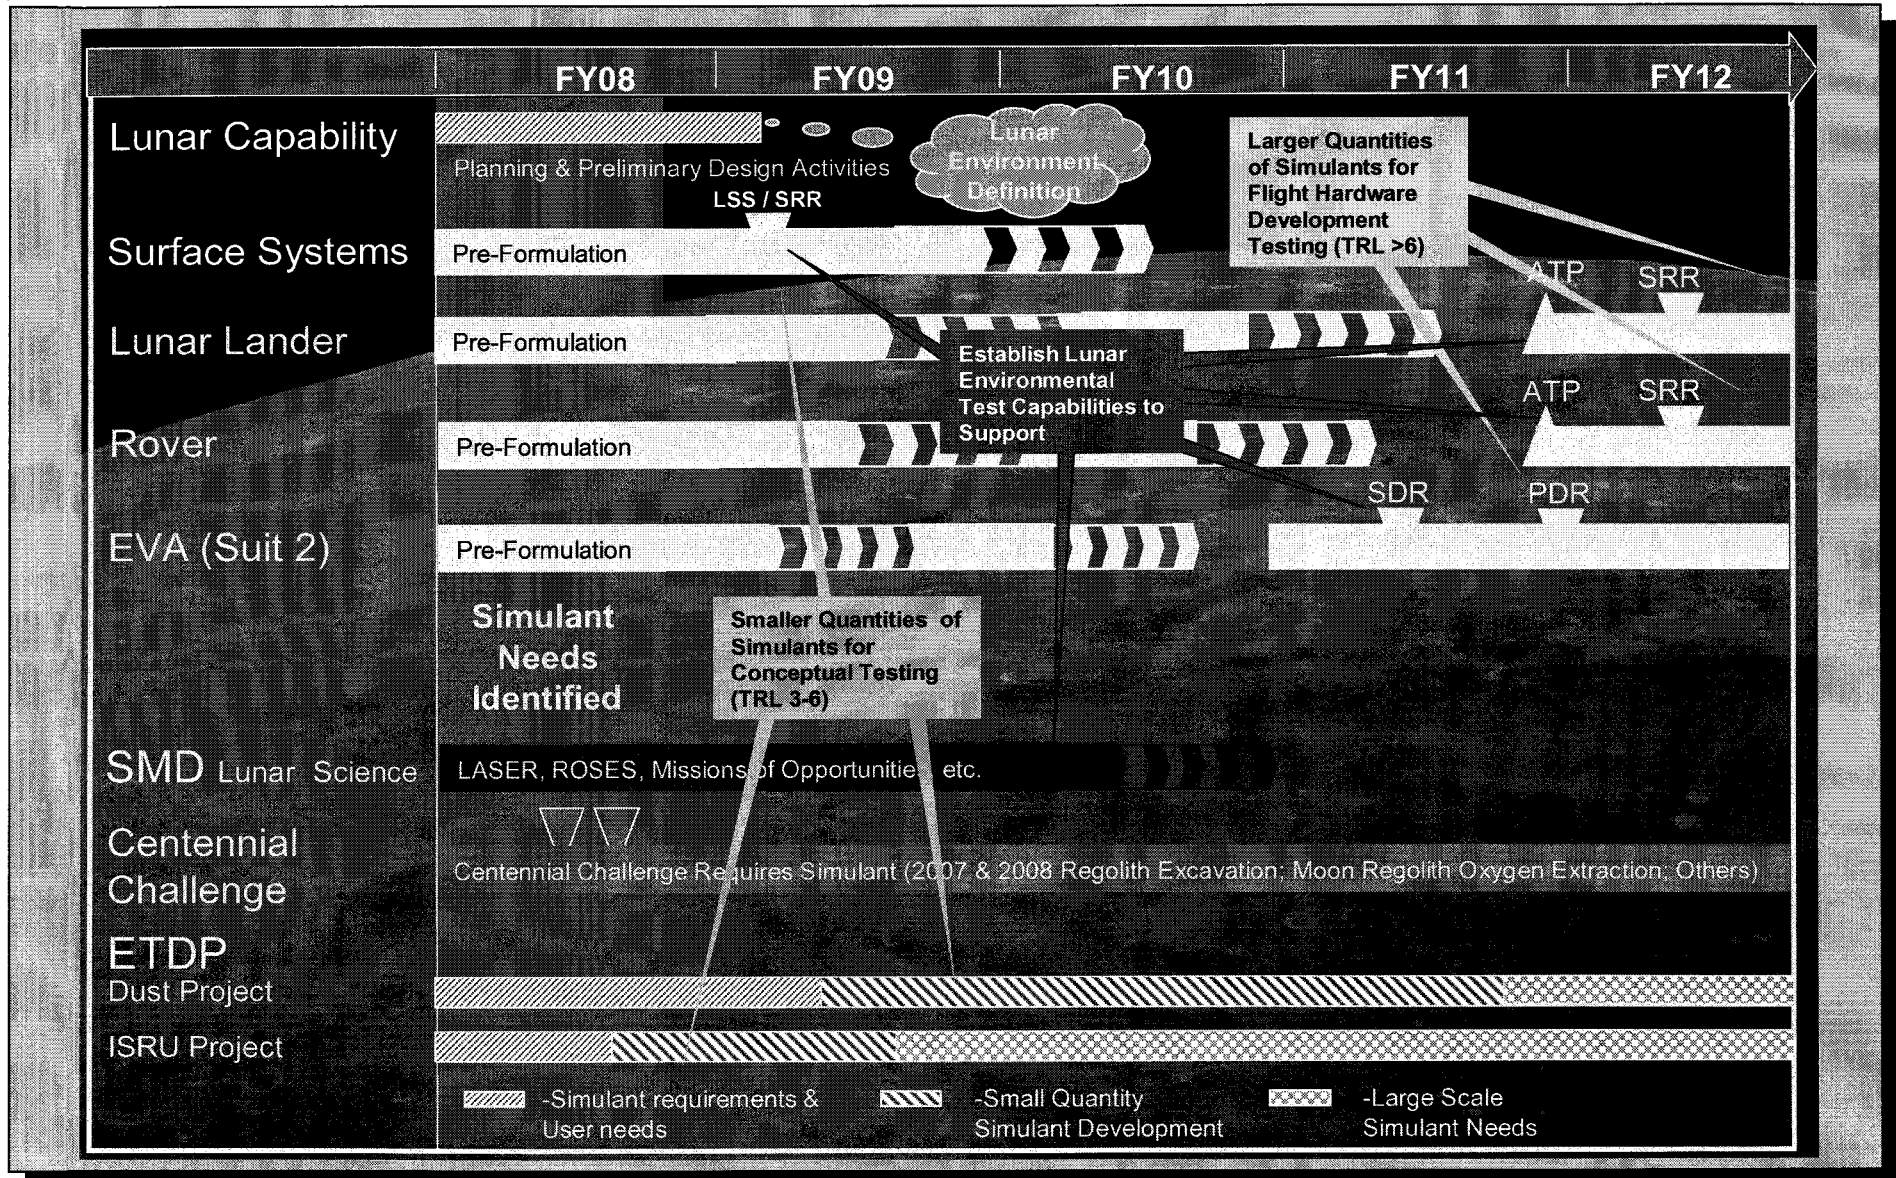 FY08 FY09 FY10 FY11 FY12
Lunar Capability
Planning & Preliminary Design Activities
Lunar
Environment
Definition
Larger Quantities
of Simulants for
Flight Hardware
Development
Testing (TRL >6)
LSS / SRR
Surface Systems
Pre-Formulation
ATP SRR
Lunar Lander
Pre-Formulation
Establish Lunar
Environmental
Test Capabilities to
Support
ATP SRR
Rover
Pre-Formulation
SDR PDR
EVA (Suit 2)
Pre-Formulation
Simulant
Needs
Identified
Smaller Quantities of
Simulants for
Conceptual Testing
(TRL 3-6)
SMD Lunar Science
LASER, ROSES, Missions of Opportunities, etc.
Centennial
Challenge
Centennial Challenge Requires Simulant (2007 & 2008 Regolith Excavation; Moon Regolith Oxygen Extraction; Others)
ETDP
Dust Project
ISRU Project
-Simulant requirements &
User needs
-Small Quantity
Simulant Development
-Large Scale
Simulant Needs